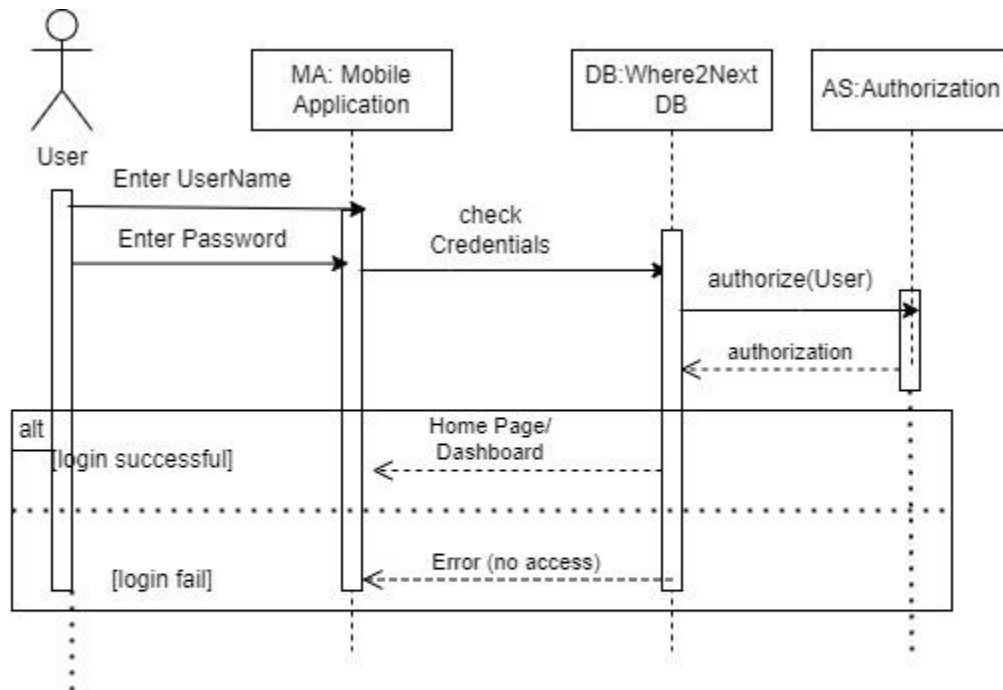 MA: Mobile
Application
DB:Where2Next
DB
AS:Authorization
User
Enter UserName
Enter Password
check
Credentials
authorize(User)
authorization
alt
[login successful]
Home Page/
Dashboard
[login fail]
Error (no access)